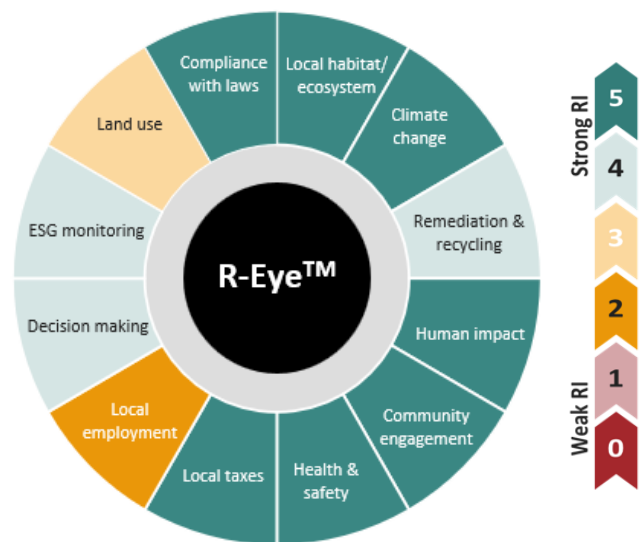 Compliance
with laws
Local habitat/
ecosystem
Climate
change
Remediation &
recycling
Human impact
Community
engagement
Health &
safety
Local taxes
Local
employment
Decision making
ESG monitoring
Land use
R-Eye™
Strong RI
Weak RI
5
4
3
2
1
0